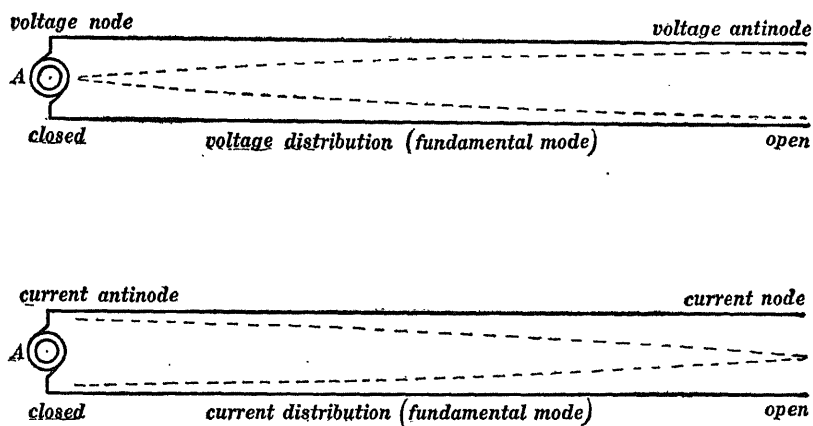 voltage node
voltage antinode
A
closed
voltage distribution (fundamental mode)
open
current antinode
current node
A
closed
current distribution (fundamental mode)
open